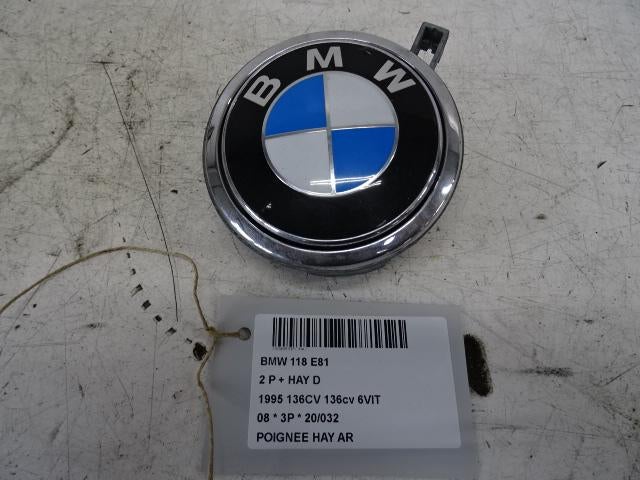 BMW
BMW 118 E81
2 P + HAY D
1995 136CV 136cv 6VIT
08 * 3P * 20/032
POIGNEE HAY AR